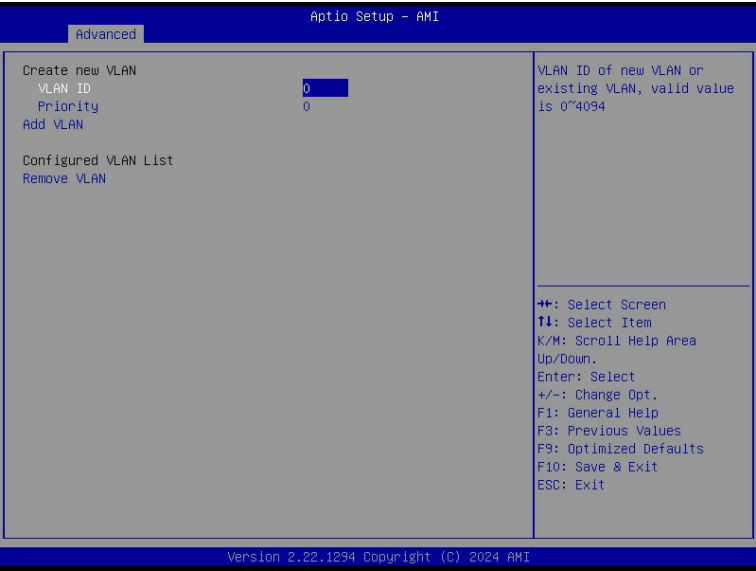 Aptio Setup – AMI
Advanced
Create new VLAN
VLAN ID 0
Priority 0
Add VLAN
Configured VLAN List
Remove VLAN
VLAN ID of new VLAN or
existing VLAN, valid value
is 0~4094
→←: Select Screen
↑↓: Select Item
K/M: Scroll Help Area
Up/Down.
Enter: Select
+/-: Change Opt.
F1: General Help
F3: Previous Values
F9: Optimized Defaults
F10: Save & Exit
ESC: Exit
Version 2.22.1294 Copyright (C) 2024 AMI